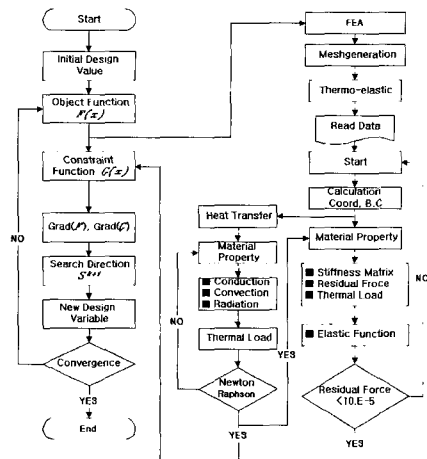 Start
Initial Design
Value
Object Function
F(x)
Constraint
Function G(x)
Grad(F), Grad(G)
Search Direction
S^k+1
New Design
Variable
Convergence
NO
YES
End
FEA
Meshgeneration
Thermo-elastic
Read Data
Start
Calculation
Coord, B.C
Heat Transfer
Material
Property
Conduction
Convection
Radiation
Thermal Load
Newton
Raphson
NO
YES
YES
Material Property
Stiffness Matrix
Residual Froce
Thermal Load
Elastic Function
Residual Force
<10.E-5
NO
YES